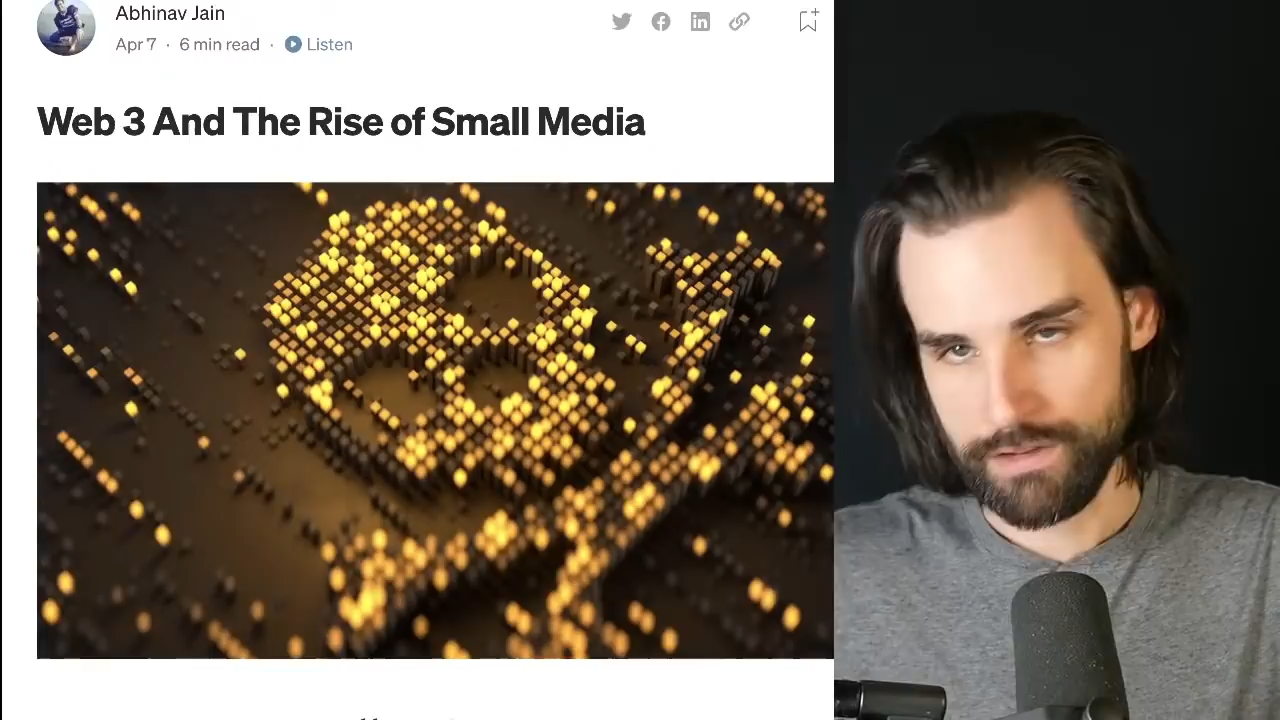 Abhinav Jain
Apr 7 · 6 min read · Listen
Web 3 And The Rise of Small Media